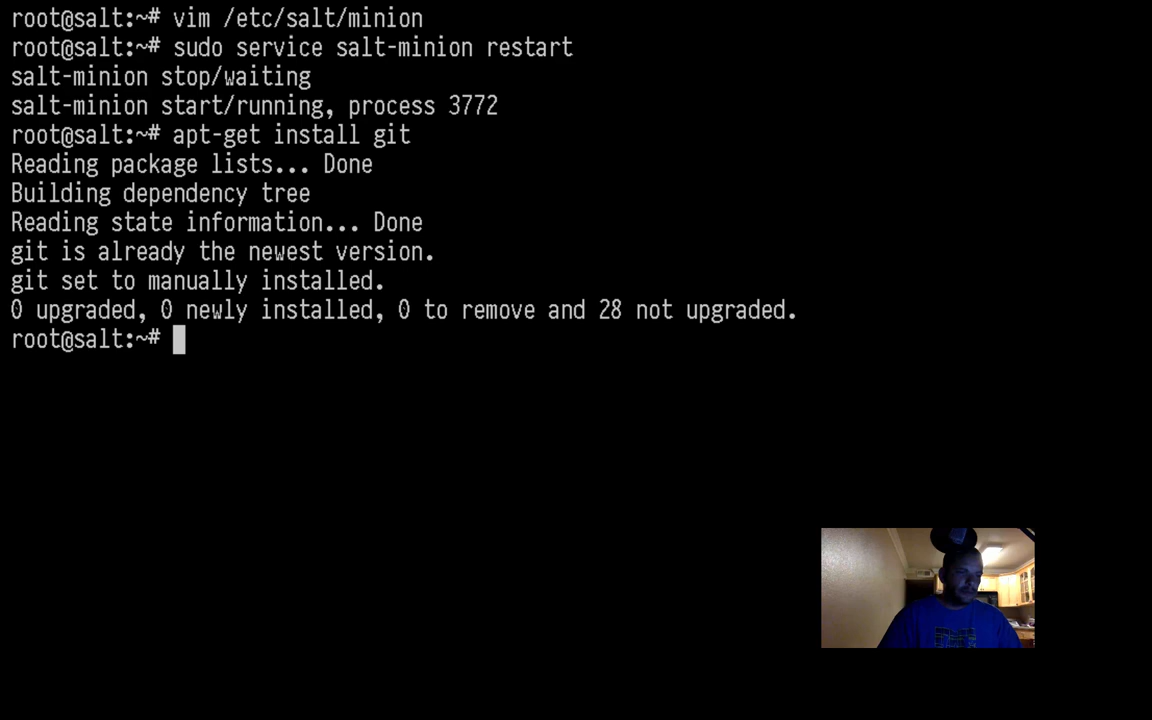 root@salt:~# vim /etc/salt/minion
root@salt:~# sudo service salt-minion restart
salt-minion stop/waiting
salt-minion start/running, process 3772
root@salt:~# apt-get install git
Reading package lists... Done
Building dependency tree
Reading state information... Done
git is already the newest version.
git set to manually installed.
0 upgraded, 0 newly installed, 0 to remove and 28 not upgraded.
root@salt:~#